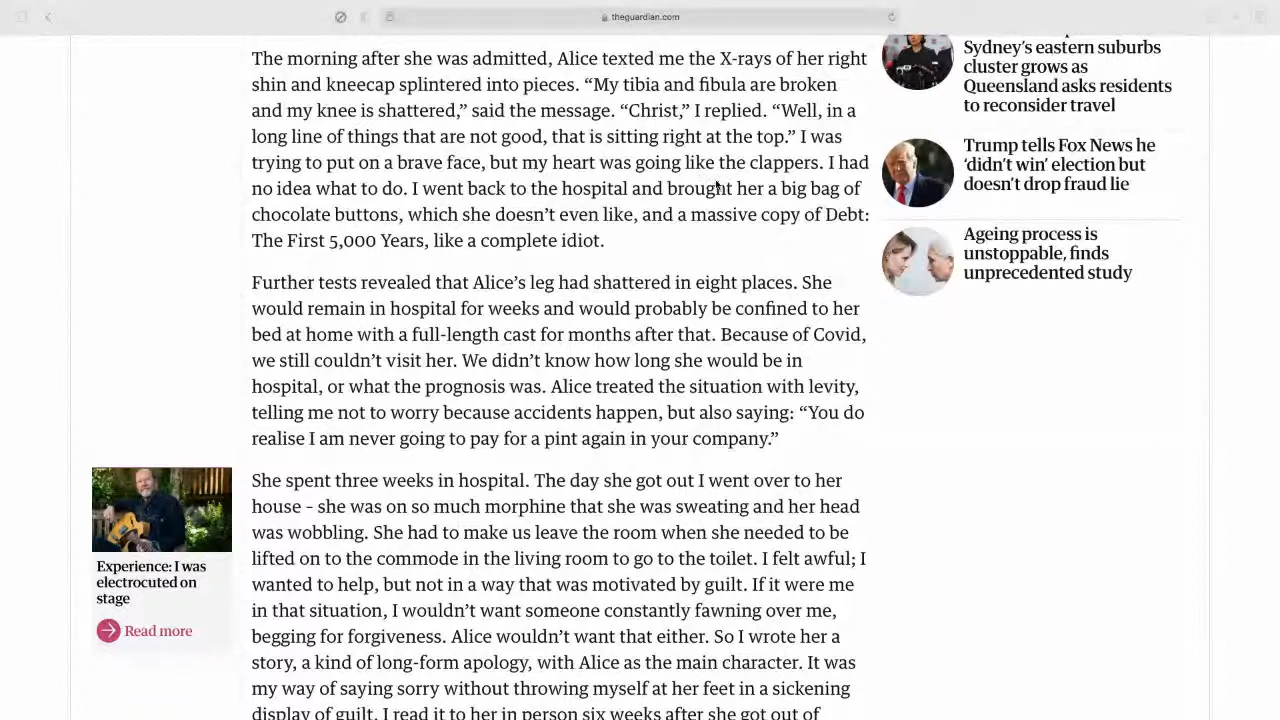 theguardian.com
The morning after she was admitted, Alice texted me the X-rays of her right
shin and kneecap splintered into pieces. “My tibia and fibula are broken
and my knee is shattered,” said the message. “Christ,” I replied. “Well, in a
long line of things that are not good, that is sitting right at the top.” I was
trying to put on a brave face, but my heart was going like the clappers. I had
no idea what to do. I went back to the hospital and brought her a big bag of
chocolate buttons, which she doesn’t even like, and a massive copy of Debt:
The First 5,000 Years, like a complete idiot.
Further tests revealed that Alice’s leg had shattered in eight places. She
would remain in hospital for weeks and would probably be confined to her
bed at home with a full-length cast for months after that. Because of Covid,
we still couldn’t visit her. We didn’t know how long she would be in
hospital, or what the prognosis was. Alice treated the situation with levity,
telling me not to worry because accidents happen, but also saying: “You do
realise I am never going to pay for a pint again in your company.”
She spent three weeks in hospital. The day she got out I went over to her
house – she was on so much morphine that she was sweating and her head
was wobbling. She had to make us leave the room when she needed to be
lifted on to the commode in the living room to go to the toilet. I felt awful; I
wanted to help, but not in a way that was motivated by guilt. If it were me
in that situation, I wouldn’t want someone constantly fawning over me,
begging for forgiveness. Alice wouldn’t want that either. So I wrote her a
story, a kind of long-form apology, with Alice as the main character. It was
my way of saying sorry without throwing myself at her feet in a sickening
display of guilt. I read it to her in person six weeks after she got out of
Experience: I was
electrocuted on
stage
Read more
Sydney’s eastern suburbs
cluster grows as
Queensland asks residents
to reconsider travel
Trump tells Fox News he
‘didn’t win’ election but
doesn’t drop fraud lie
Ageing process is
unstoppable, finds
unprecedented study